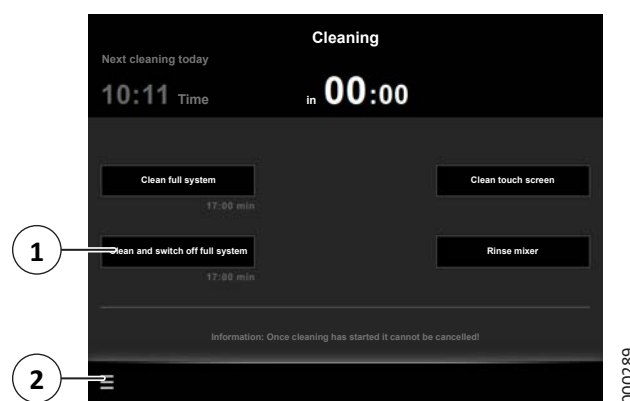 Cleaning
Next cleaning today
10:11 Time
in 00:00
Clean full system
Clean touch screen
17:00 min
1
Clean and switch off full system
Rinse mixer
17:00 min
Information: Once cleaning has started it cannot be cancelled!
2
000289